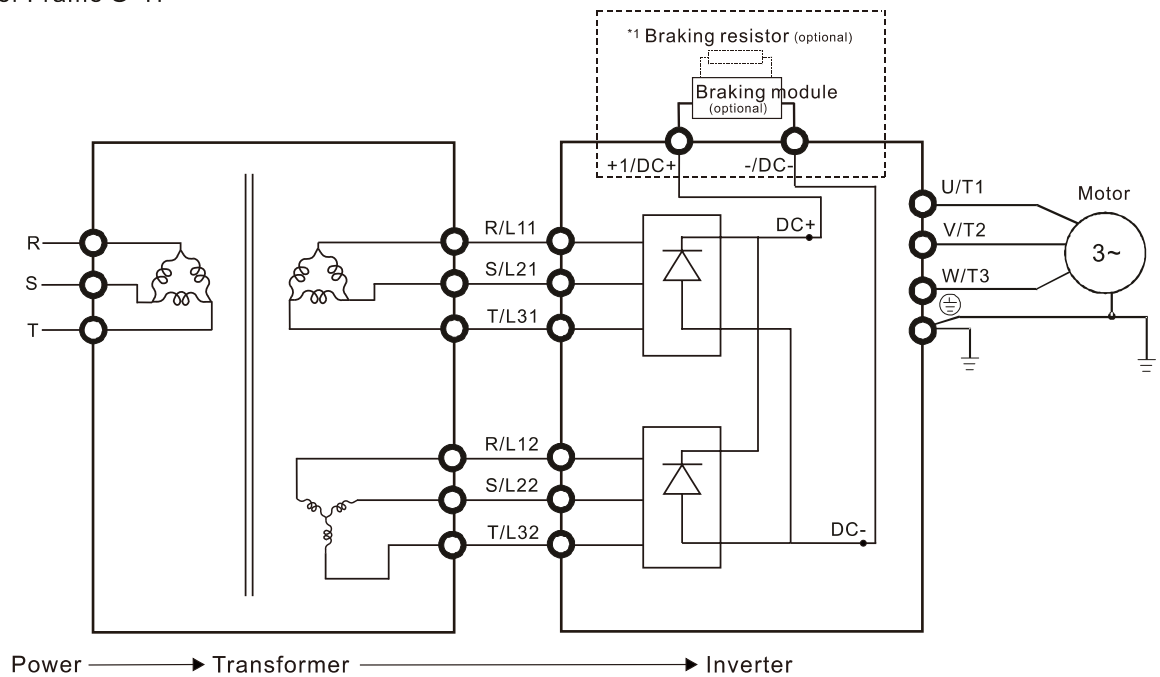 *1 Braking resistor (optional)
Braking module
(optional)
+1/DC+ -/DC-
U/T1
Motor
R/L11
DC+
V/T2
R
3~
S/L21
W/T3
S
T/L31
T
R/L12
S/L22
T/L32
DC-
Power Transformer Inverter